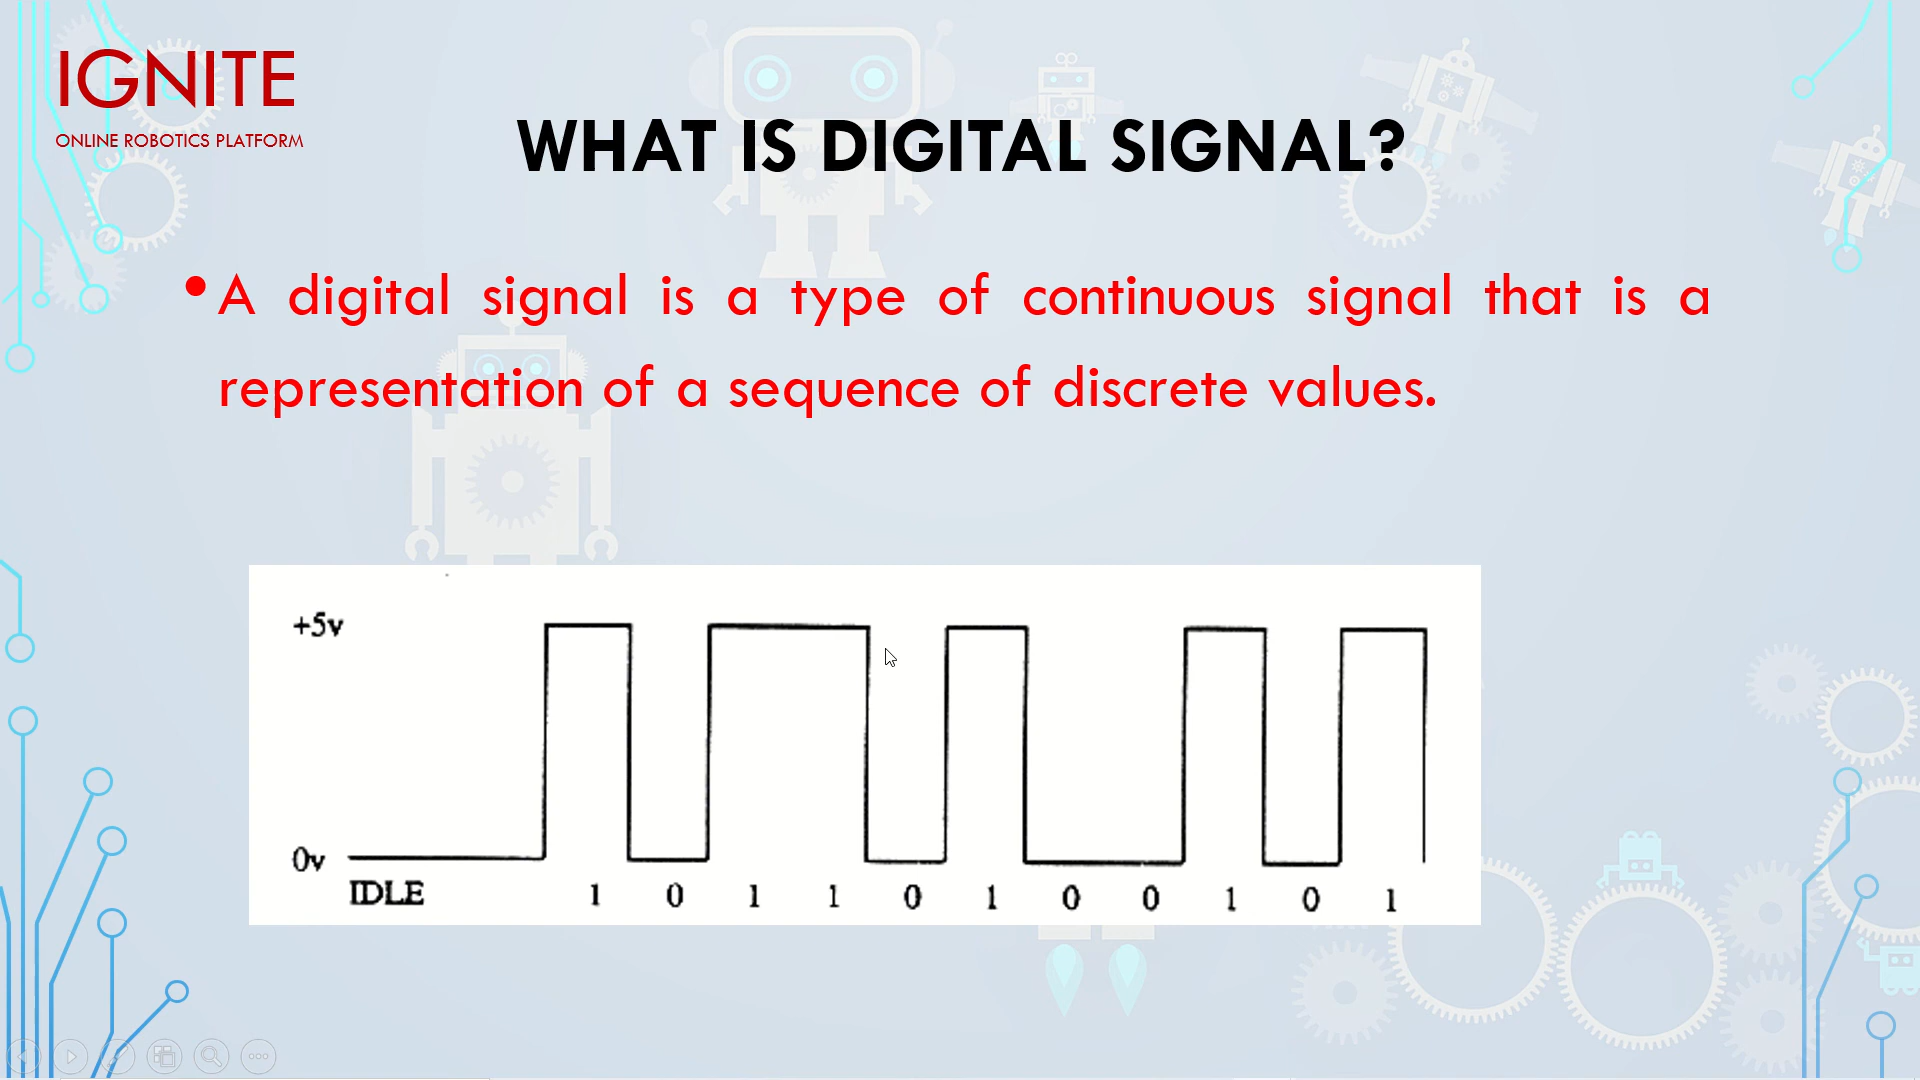 IGNITE
ONLINE ROBOTICS PLATFORM
WHAT IS DIGITAL SIGNAL?
• A digital signal is a type of continuous signal that is a
representation of a sequence of discrete values.
+5v
0v
IDLE 1 0 1 1 0 1 0 0 1 0 1